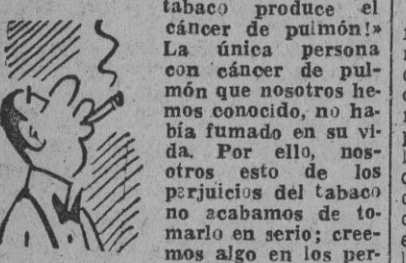 tabaco produce el
cáncer de pulmón!»
La única persona
con cáncer de pul-
món que nosotros he-
mos conocido, no ha-
bía fumado en su vi-
da. Por ello, nos-
otros esto de los
perjuicios del tabaco
no acabamos de to-
marlo en serio; cree-
mos algo en los per-